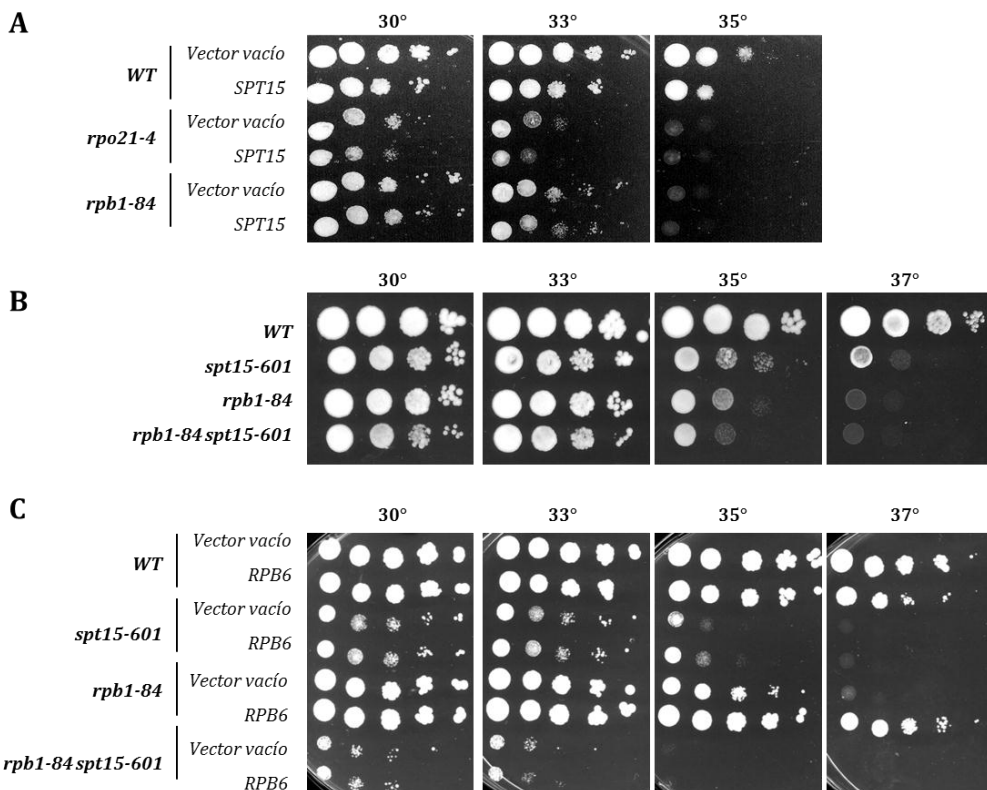 A
30° 33° 35°
WT
Vector vacío
SPT15
rpo21-4
Vector vacío
SPT15
rpb1-84
Vector vacío
SPT15
B
30° 33° 35° 37°
WT
spt15-601
rpb1-84
rpb1-84 spt15-601
C
30° 33° 35° 37°
WT
Vector vacío
RPB6
spt15-601
Vector vacío
RPB6
rpb1-84
Vector vacío
RPB6
rpb1-84 spt15-601
Vector vacío
RPB6